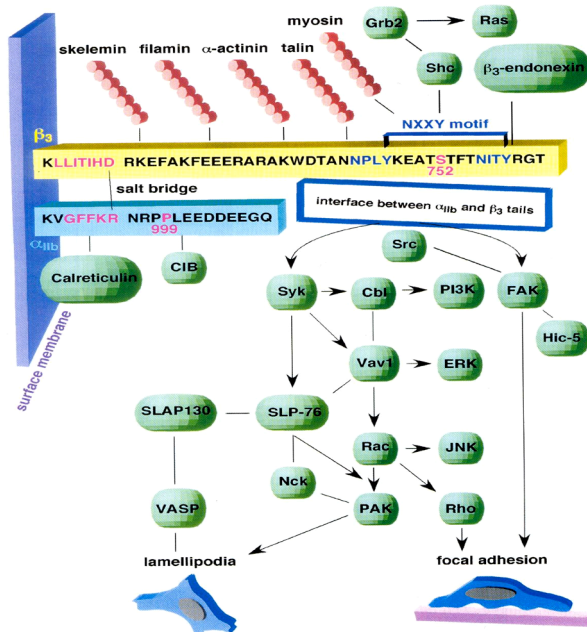 myosin
Grb2
Ras
skelemin filamin α-actinin talin
Shc
β3-endonexin
NXXY motif
β3
KLLITIHD RKEFAKFEEERARAKWDTANNPLYKEATSTFTNITYRGT
752
salt bridge
KVGFFKR NRPPLEEDDEEGQ
999
interface between αIIb and β3 tails
αIIb
Calreticulin
CIB
Src
Syk
Cbl
PI3K
FAK
Hic-5
surface membrane
Vav1
ERK
SLAP130
SLP-76
Rac
JNK
Nck
VASP
PAK
Rho
lamellipodia
focal adhesion